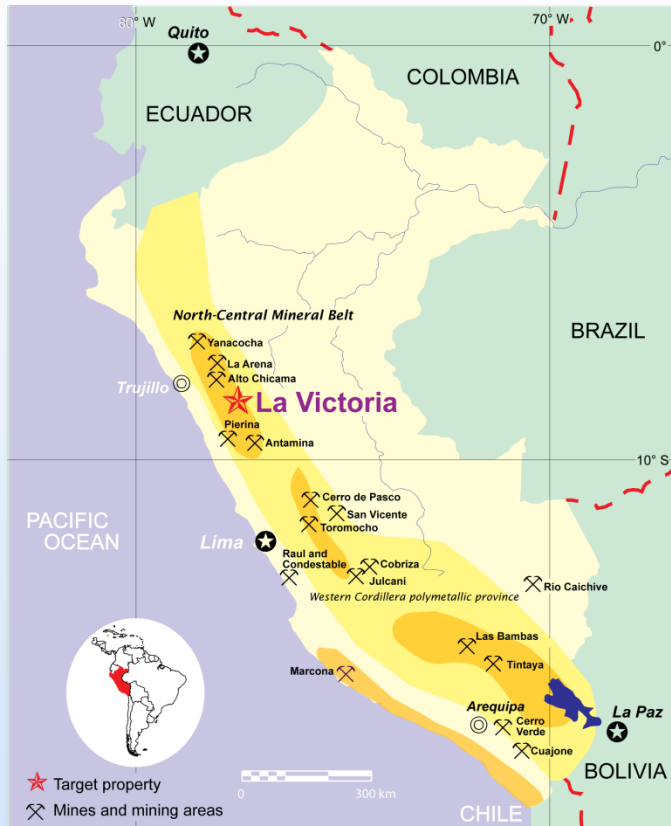 80° W
70° W
Quito
0°
COLOMBIA
ECUADOR
North-Central Mineral Belt
Yanacocha
BRAZIL
La Arena
Alto Chicama
Trujillo
La Victoria
Pierina
Antamina
10° S
Cerro de Pasco
San Vicente
PACIFIC
OCEAN
Toromocho
Lima
Raul and
Condestable
Cobriza
Julcani
Rio Caichive
Western Cordillera polymetallic province
Las Bambas
Tintaya
Marcona
Arequipa
La Paz
Cerro
Verde
Cuajone
BOLIVIA
Target property
Mines and mining areas
0
300 km
CHILE